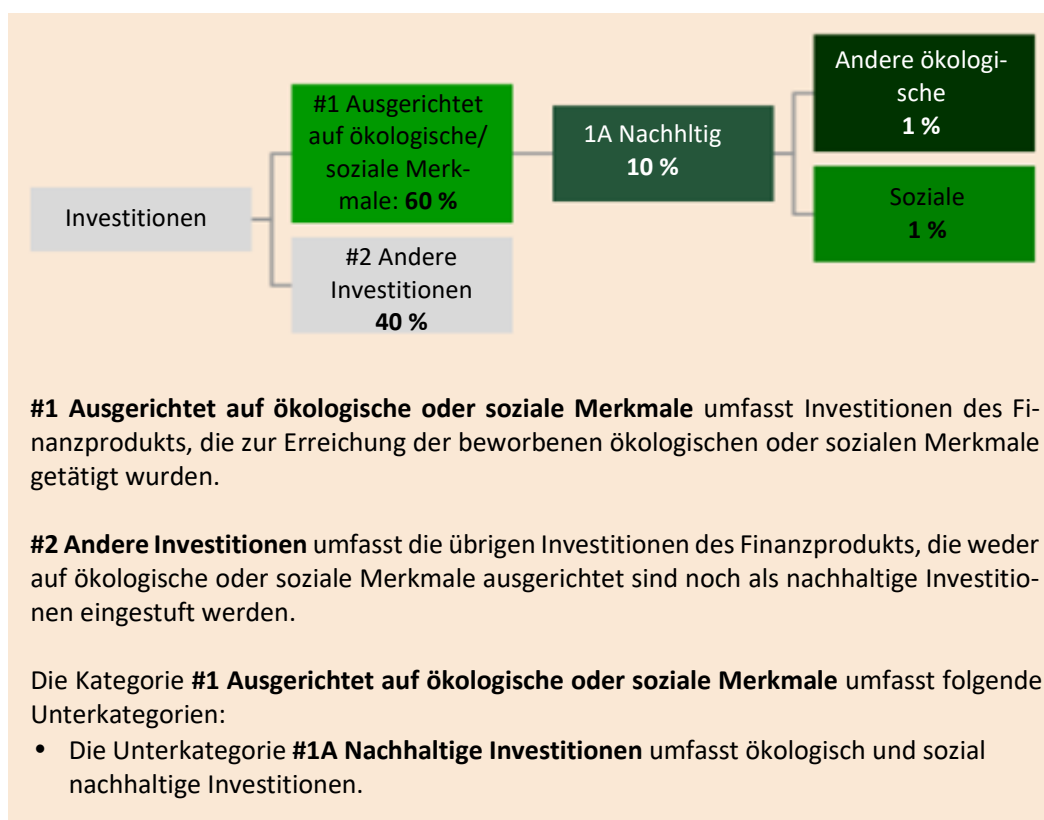 Investitionen
#1 Ausgerichtet
auf ökologische/
soziale Merk-
male: 60 %
#2 Andere
Investitionen
40 %
1A Nachhltig
10 %
Andere ökologi-
sche
1 %
Soziale
1 %
#1 Ausgerichtet auf ökologische oder soziale Merkmale umfasst Investitionen des Fi-
nanzprodukts, die zur Erreichung der beworbenen ökologischen oder sozialen Merkmale
getätigt wurden.
#2 Andere Investitionen umfasst die übrigen Investitionen des Finanzprodukts, die weder
auf ökologische oder soziale Merkmale ausgerichtet sind noch als nachhaltige Investitio-
nen eingestuft werden.
Die Kategorie #1 Ausgerichtet auf ökologische oder soziale Merkmale umfasst folgende
Unterkategorien:
• Die Unterkategorie #1A Nachhaltige Investitionen umfasst ökologisch und sozial
nachhaltige Investitionen.